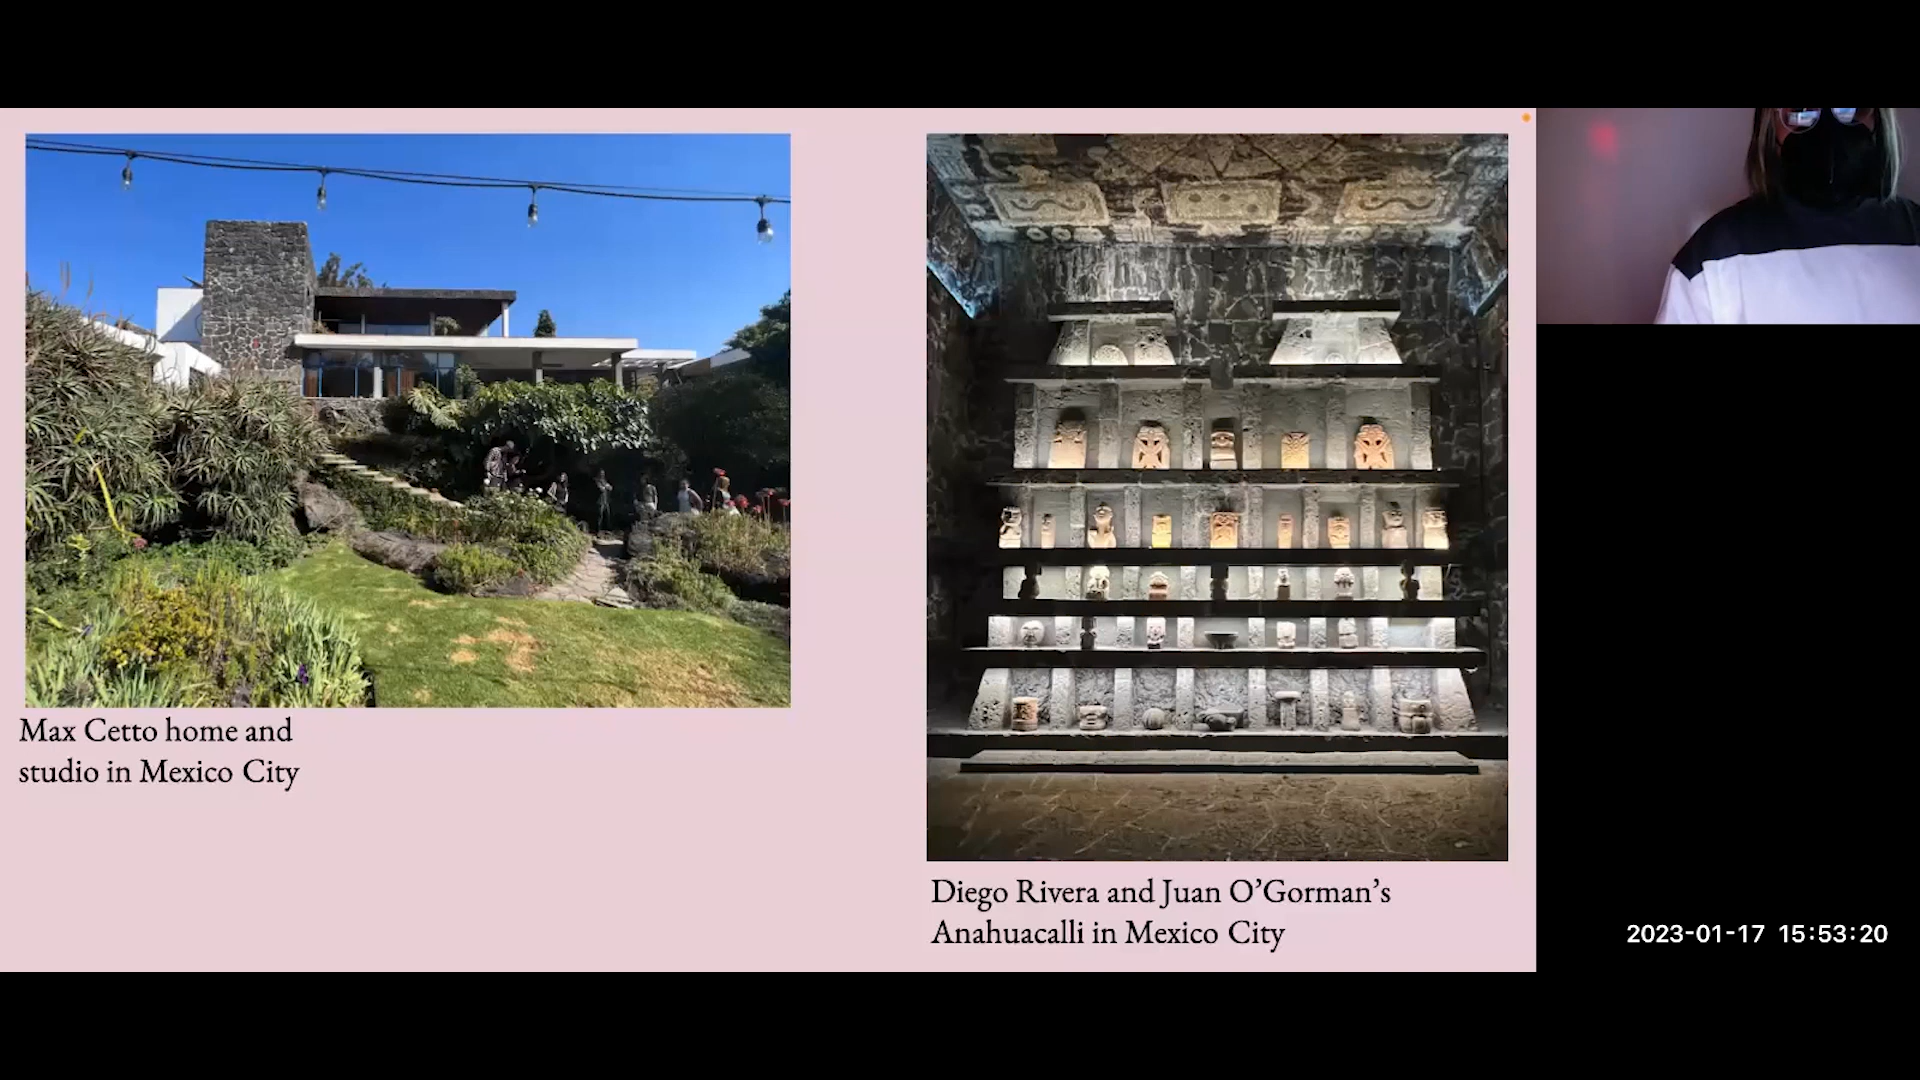 Max Cetto home and
studio in Mexico City
Diego Rivera and Juan O’Gorman’s
Anahuacalli in Mexico City
2023-01-17 15:53:20